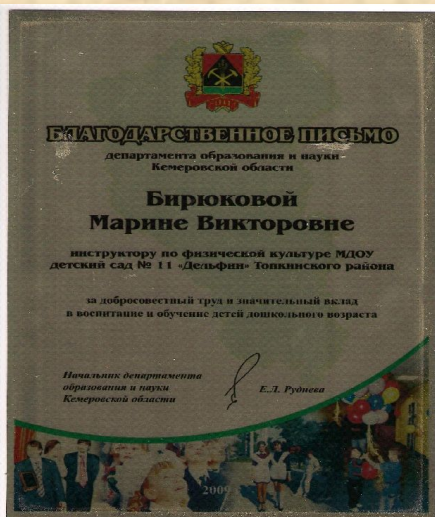 БЛАГОДАРСТВЕННОЕ ПИСЬМО
департамента образования и науки
Кемеровской области
Бирюковой
Марине Викторовне
инструктору по физической культуре МДОУ
детский сад № 11 «Дельфин» Топкинского района
за добросовестный труд и значительный вклад
в воспитание и обучение детей дошкольного возраста
Начальник департамента
образования и науки
Кемеровской области
Е.Л. Руднева
2009